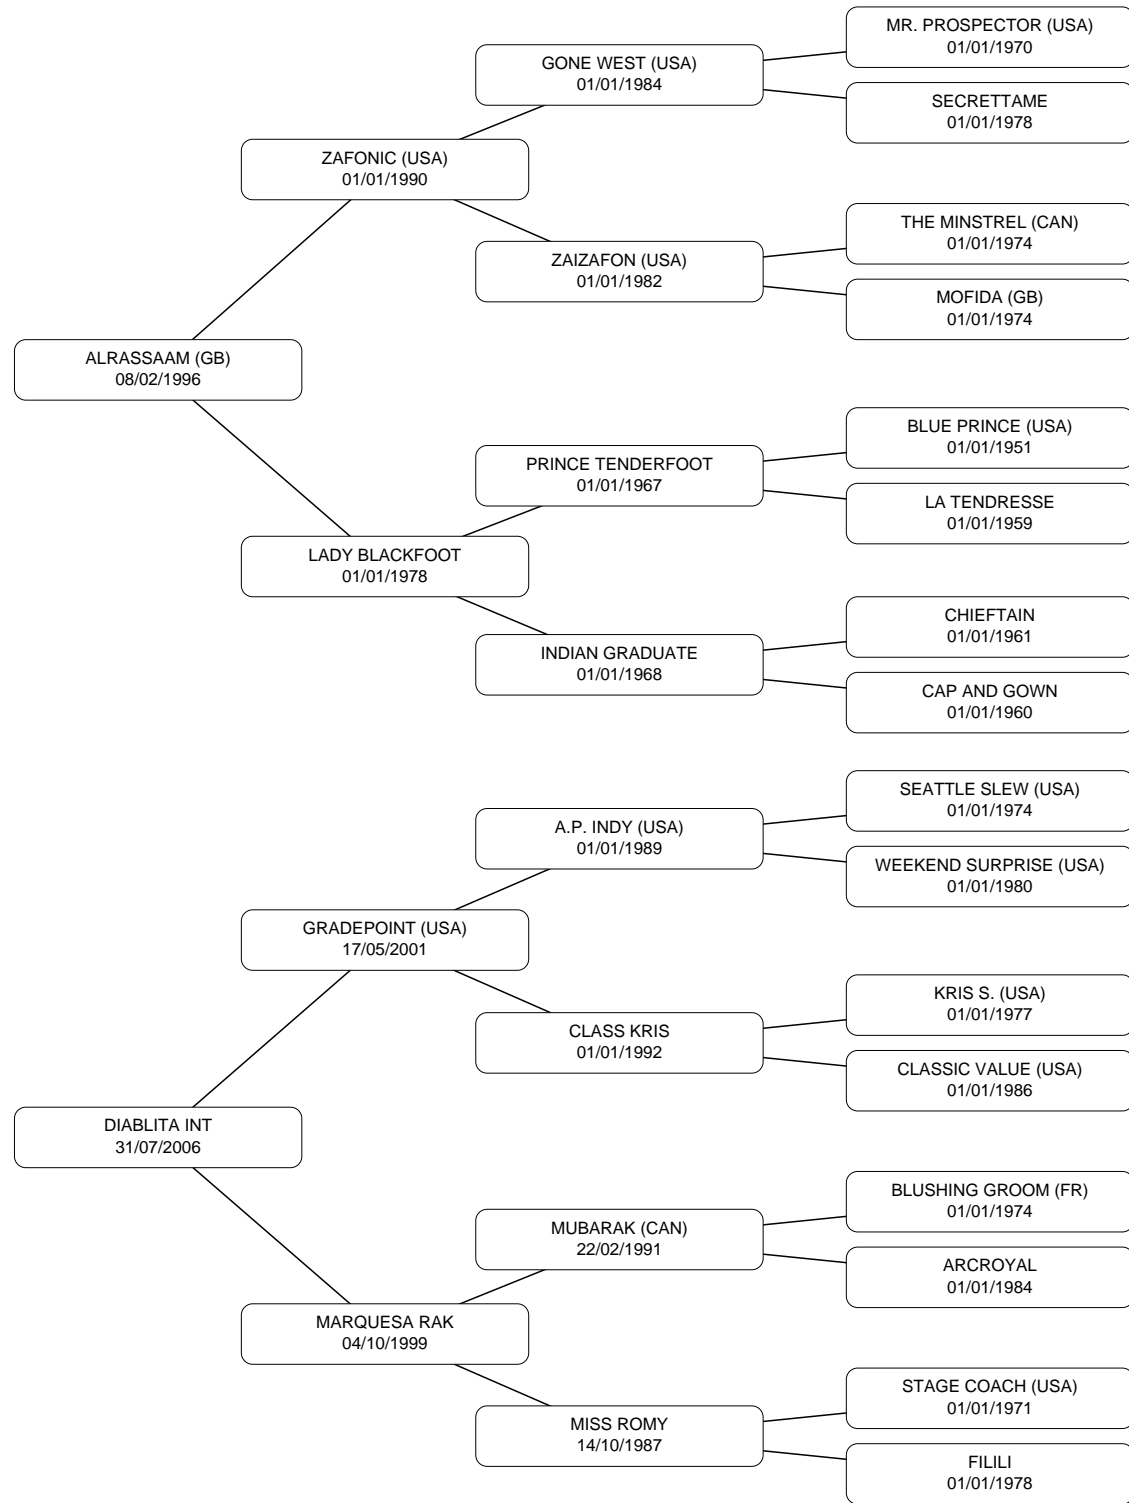 MR. PROSPECTOR (USA)
01/01/1970
GONE WEST (USA)
01/01/1984
SECRETTAME
01/01/1978
ZAFONIC (USA)
01/01/1990
THE MINSTREL (CAN)
01/01/1974
ZAIZAFON (USA)
01/01/1982
MOFIDA (GB)
01/01/1974
ALRASSAAM (GB)
08/02/1996
BLUE PRINCE (USA)
01/01/1951
PRINCE TENDERFOOT
01/01/1967
LA TENDRESSE
01/01/1959
LADY BLACKFOOT
01/01/1978
CHIEFTAIN
01/01/1961
INDIAN GRADUATE
01/01/1968
CAP AND GOWN
01/01/1960
SEATTLE SLEW (USA)
01/01/1974
A.P. INDY (USA)
01/01/1989
WEEKEND SURPRISE (USA)
01/01/1980
GRADEPOINT (USA)
17/05/2001
KRIS S. (USA)
01/01/1977
CLASS KRIS
01/01/1992
CLASSIC VALUE (USA)
01/01/1986
DIABLITA INT
31/07/2006
BLUSHING GROOM (FR)
01/01/1974
MUBARAK (CAN)
22/02/1991
ARCROYAL
01/01/1984
MARQUESA RAK
04/10/1999
STAGE COACH (USA)
01/01/1971
MISS ROMY
14/10/1987
FILILI
01/01/1978